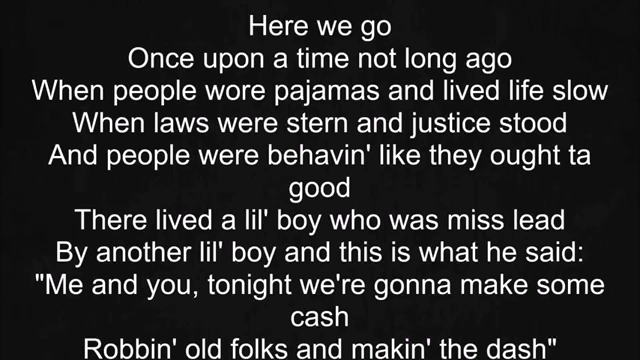 Here we go
Once upon a time not long ago
When people wore pajamas and lived life slow
When laws were stern and justice stood
And people were behavin' like they ought ta
good
There lived a lil' boy who was miss lead
By another lil' boy and this is what he said:
"Me and you, tonight we're gonna make some
cash
Robbin' old folks and makin' the dash"